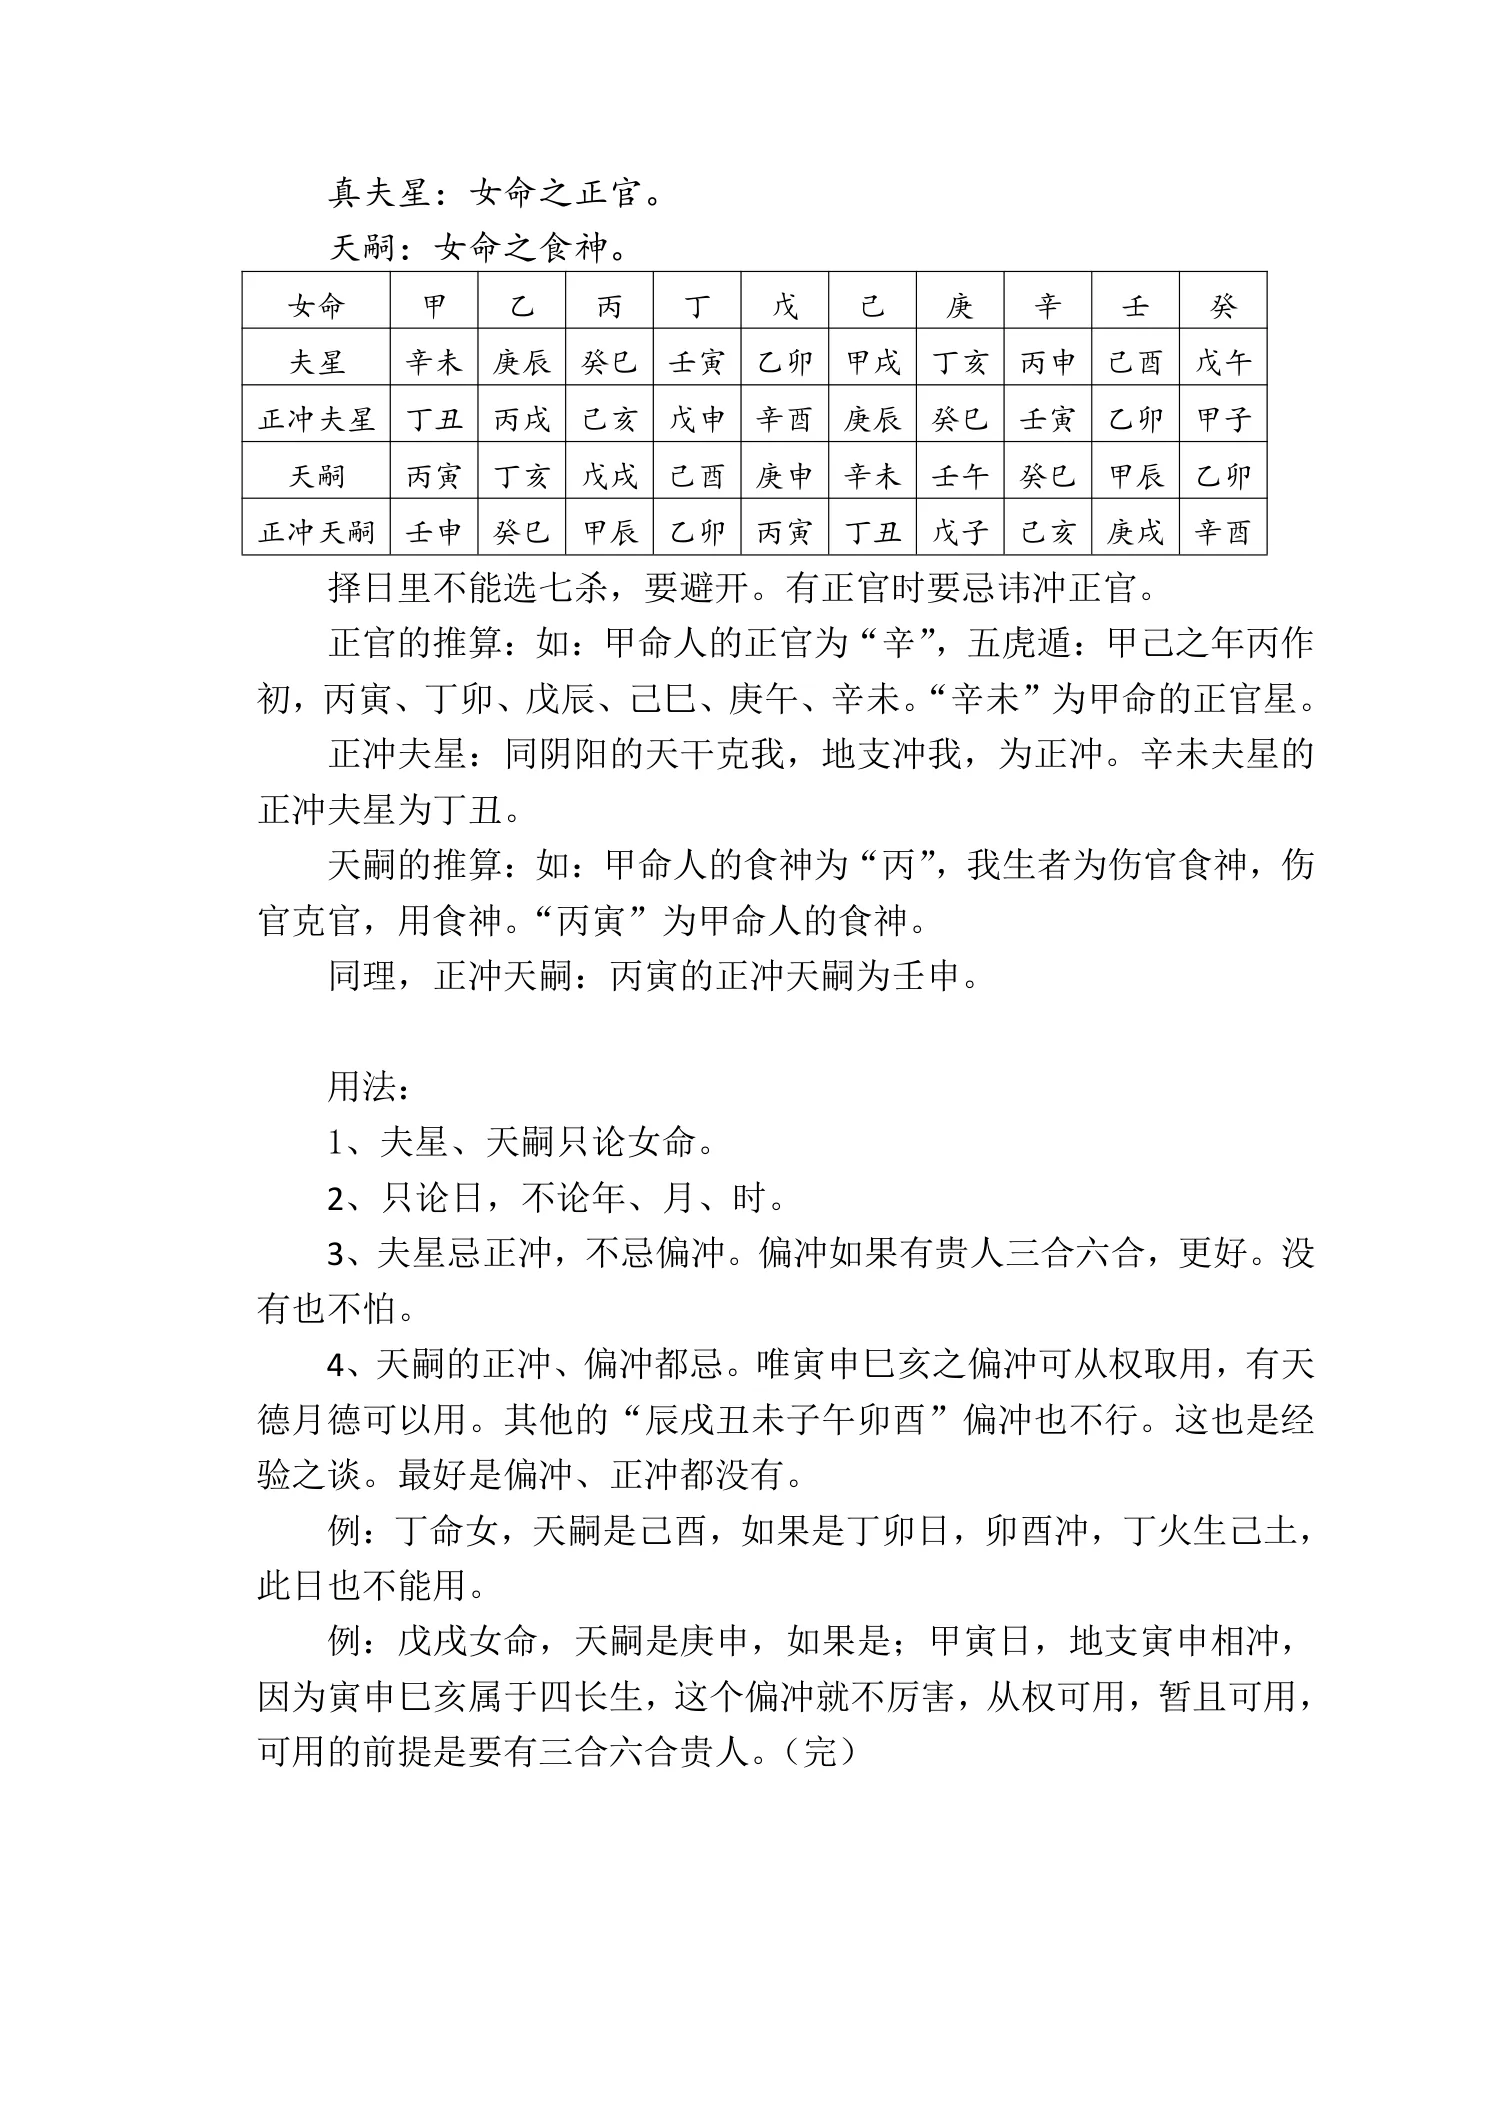 真夫星：女命之正官。
天嗣：女命之食神。
女命 甲 乙 丙 丁 戊 己 庚 辛 壬 癸
夫星 辛未 庚辰 癸巳 壬寅 乙卯 甲戌 丁亥 丙申 己酉 戊午
正冲夫星 丁丑 丙戌 己亥 戊申 辛酉 庚辰 癸巳 壬寅 乙卯 甲子
天嗣 丙寅 丁亥 戊戌 己酉 庚申 辛未 壬午 癸巳 甲辰 乙卯
正冲天嗣 壬申 癸巳 甲辰 乙卯 丙寅 丁丑 戊子 己亥 庚戌 辛酉
择日里不能选七杀，要避开。有正官时要忌讳冲正官。
正官的推算：如：甲命人的正官为“辛”，五虎遁：甲己之年丙作
初，丙寅、丁卯、戊辰、己巳、庚午、辛未。“辛未”为甲命的正官星。
正冲夫星：同阴阳的天干克我，地支冲我，为正冲。辛未夫星的
正冲夫星为丁丑。
天嗣的推算：如：甲命人的食神为“丙”，我生者为伤官食神，伤
官克官，用食神。“丙寅”为甲命人的食神。
同理，正冲天嗣：丙寅的正冲天嗣为壬申。
用法：
1、夫星、天嗣只论女命。
2、只论日，不论年、月、时。
3、夫星忌正冲，不忌偏冲。偏冲如果有贵人三合六合，更好。没
有也不怕。
4、天嗣的正冲、偏冲都忌。唯寅申巳亥之偏冲可从权取用，有天
德月德可以用。其他的“辰戌丑未子午卯酉”偏冲也不行。这也是经
验之谈。最好是偏冲、正冲都没有。
例：丁命女，天嗣是己酉，如果是丁卯日，卯酉冲，丁火生己土，
此日也不能用。
例：戊戌女命，天嗣是庚申，如果是；甲寅日，地支寅申相冲，
因为寅申巳亥属于四长生，这个偏冲就不厉害，从权可用，暂且可用，
可用的前提是要有三合六合贵人。（完）